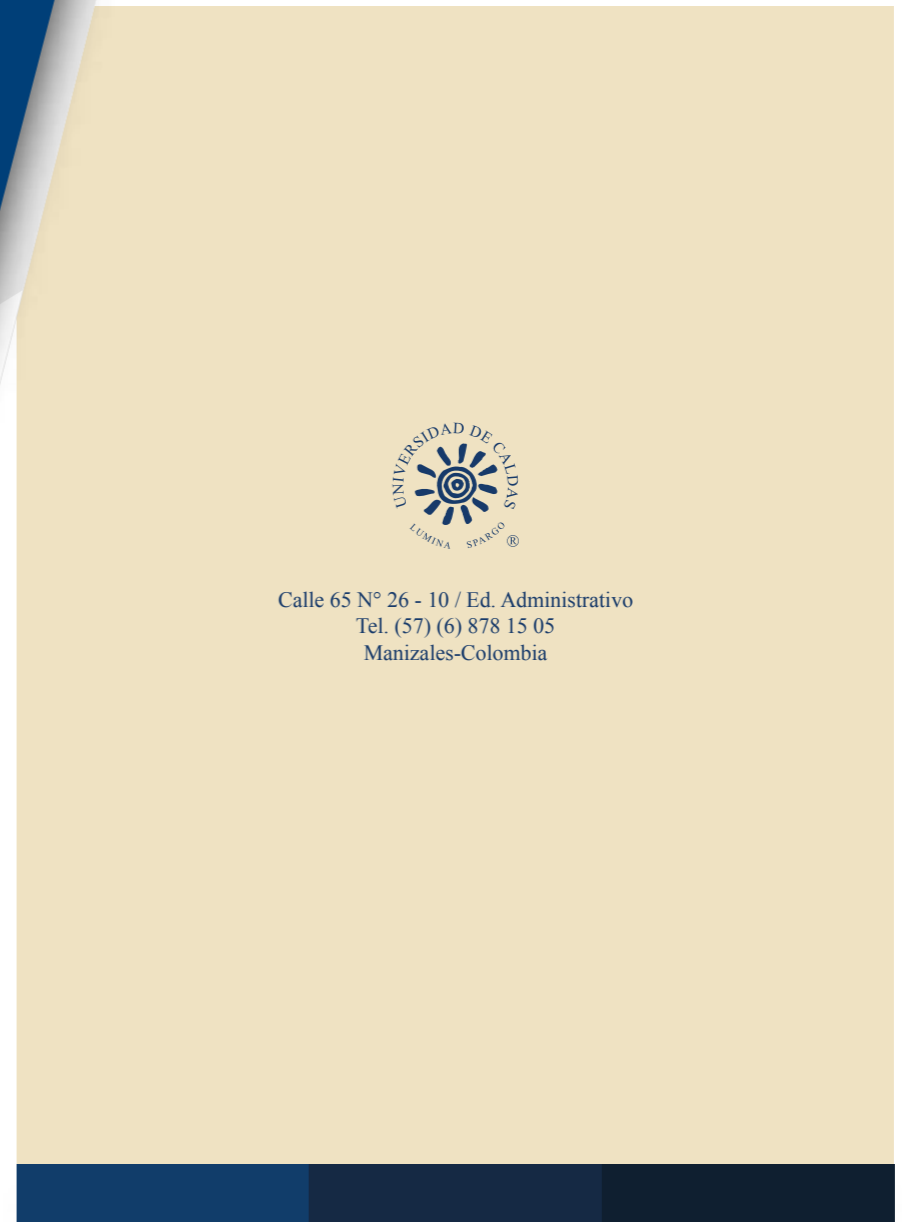 UNIVERSIDAD DE CALDAS
LUMINA SPARGO ®
Calle 65 N° 26 - 10 / Ed. Administrativo
Tel. (57) (6) 878 15 05
Manizales-Colombia